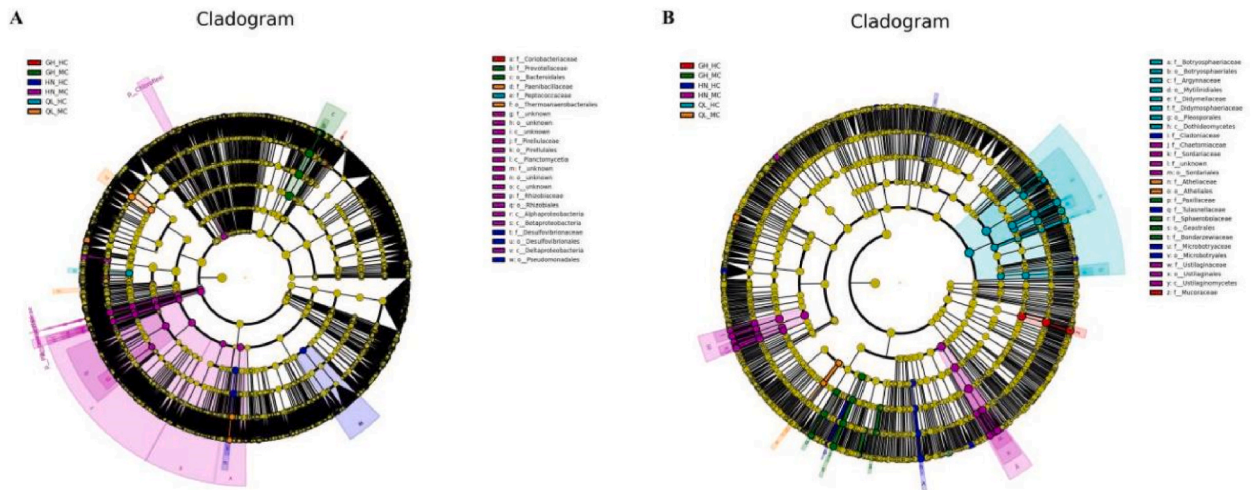 A
Cladogram
GH_HC
GH_MC
HN_HC
HN_MC
QL_HC
QL_MC
p_Chloroflexi
a: f__Coriobacteriaceae
b: f__Prevotellaceae
c: o__Bacteroidales
d: f__Paenibacillaceae
e: f__Peptococcaceae
f: o__Thermoanaerobacterales
g: f__unknown
h: o__unknown
i: c__unknown
j: f__Pirellulaceae
k: o__Pirellulales
l: c__Planctomycetia
m: f__unknown
n: o__unknown
o: c__unknown
p: f__Rhizobiaceae
q: o__Rhizobiales
r: c__Alphaproteobacteria
s: c__Betaproteobacteria
t: f__Desulfovibrionaceae
u: o__Desulfovibrionales
v: c__Deltaproteobacteria
w: o__Pseudomonadales
B
Cladogram
GH_HC
GH_MC
HN_HC
HN_MC
QL_HC
QL_MC
a: f__Botryosphaeriaceae
b: o__Botryosphaeriales
c: f__Argynnaceae
d: o__Mytilinidiales
e: f__Didymellaceae
f: f__Didymosphaeriaceae
g: o__Pleosporales
h: c__Dothideomycetes
i: f__Cladoniaceae
j: f__Chaetomiaceae
k: f__Sordariaceae
l: f__unknown
m: o__Sordariales
n: f__Atheliaceae
o: o__Atheliales
p: f__Paxillaceae
q: f__Tulasnellaceae
r: f__Sphaerobolaceae
s: o__Geastrales
t: f__Bondarzewiaceae
u: f__Microbotryaceae
v: o__Microbotryales
w: f__Ustilaginaceae
x: o__Ustilaginales
y: c__Ustilaginomycetes
z: f__Mucoraceae